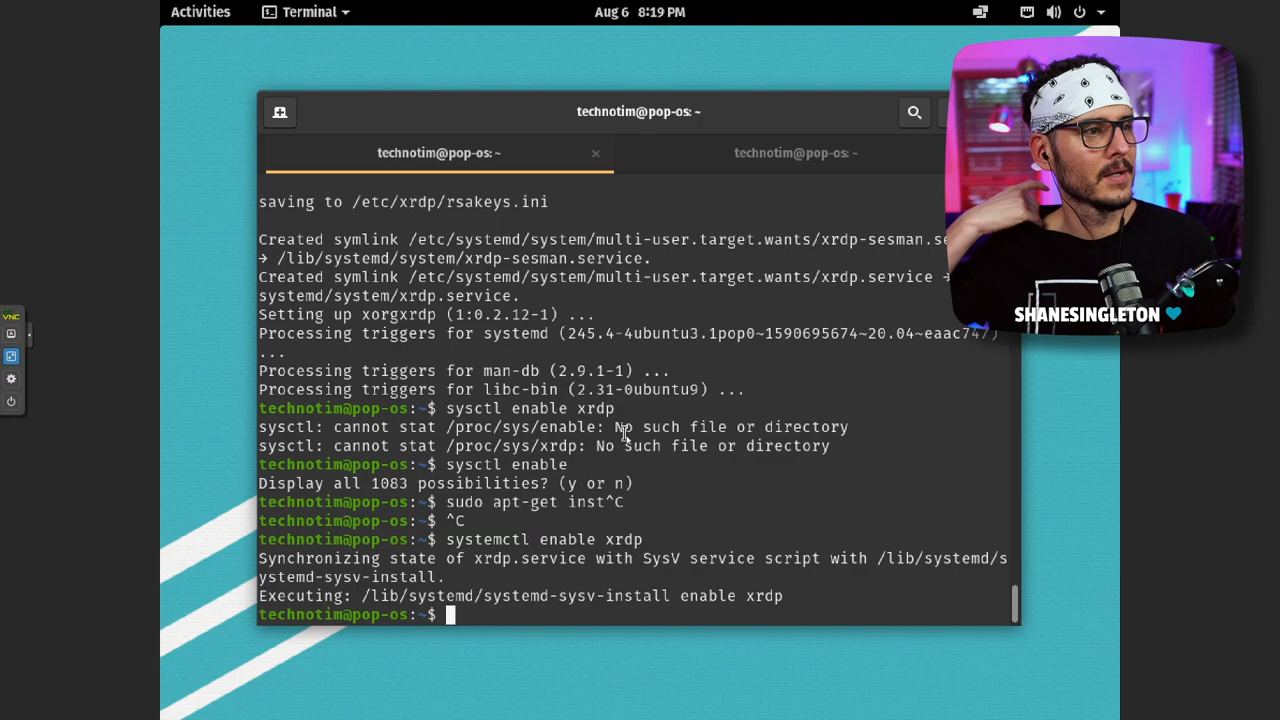 Activities
Terminal
Aug 6 8:19 PM
technotim@pop-os: ~
technotim@pop-os: ~
technotim@pop-os: ~
saving to /etc/xrdp/rsakeys.ini
Created symlink /etc/systemd/system/multi-user.target.wants/xrdp-sesman.se
→ /lib/systemd/system/xrdp-sesman.service.
Created symlink /etc/systemd/system/multi-user.target.wants/xrdp.service →
systemd/system/xrdp.service.
Setting up xorgxrdp (1:0.2.12-1) ...
Processing triggers for systemd (245.4-4ubuntu3.1pop0~1590695674~20.04~eaac747)
...
Processing triggers for man-db (2.9.1-1) ...
Processing triggers for libc-bin (2.31-0ubuntu9) ...
technotim@pop-os:~$ sysctl enable xrdp
sysctl: cannot stat /proc/sys/enable: No such file or directory
sysctl: cannot stat /proc/sys/xrdp: No such file or directory
technotim@pop-os:~$ sysctl enable
Display all 1083 possibilities? (y or n)
technotim@pop-os:~$ sudo apt-get inst^C
technotim@pop-os:~$ ^C
technotim@pop-os:~$ systemctl enable xrdp
Synchronizing state of xrdp.service with SysV service script with /lib/systemd/s
ystemd-sysv-install.
Executing: /lib/systemd/systemd-sysv-install enable xrdp
technotim@pop-os:~$
VNC
A
SHANESINGLETON